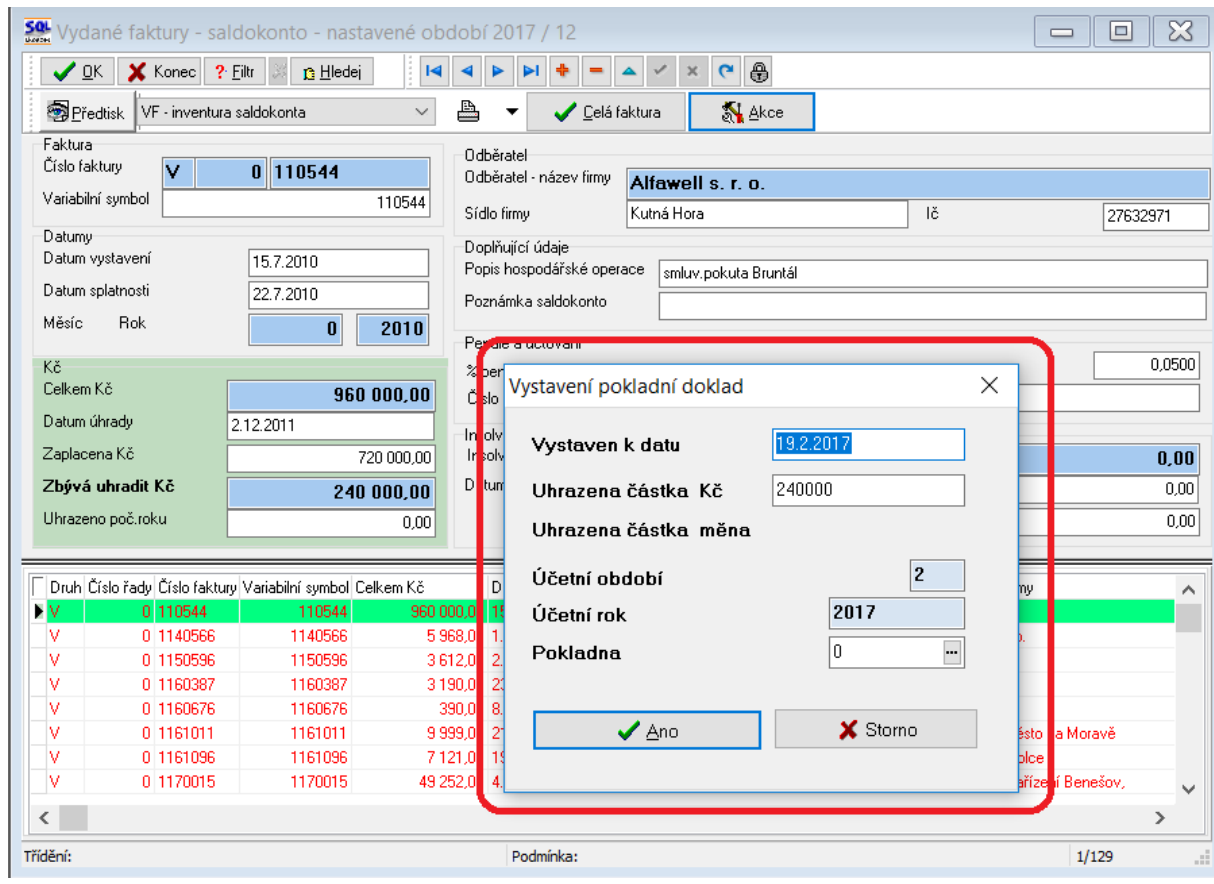 SQL Vydané faktury - saldokonto - nastavené období 2017 / 12
OK Konec Filtr Hledej
Předtisk VF - inventura saldokonta Celá faktura Akce
Faktura
Číslo faktury V 0 110544
Variabilní symbol 110544
Datumy
Datum vystavení 15.7.2010
Datum splatnosti 22.7.2010
Měsíc Rok 0 2010
Kč
Celkem Kč 960 000,00
Datum úhrady 2.12.2011
Zaplacena Kč 720 000,00
Zbývá uhradit Kč 240 000,00
Uhrazeno poč.roku 0,00
Odběratel
Odběratel - název firmy Alfawell s. r. o.
Sídlo firmy Kutná Hora Ič 27632971
Doplňující údaje
Popis hospodářské operace smluv.pokuta Bruntál
Poznámka saldokonto
0,0500
0,00
0,00
0,00
Vystavení pokladní doklad
Vystaven k datu 19.2.2017
Uhrazena částka Kč 240000
Uhrazena částka měna
Účetní období 2
Účetní rok 2017
Pokladna 0 ...
Ano Storno
Druh Číslo řady Číslo faktury Variabilní symbol Celkem Kč
V 0 110544 110544 960 000,0
V 0 1140566 1140566 5 968,0
V 0 1150596 1150596 3 612,0
V 0 1160387 1160387 3 190,0
V 0 1160676 1160676 390,0
V 0 1161011 1161011 9 999,0 a Moravě
V 0 1161096 1161096 7 121,0
V 0 1170015 1170015 49 252,0 Benešov,
Třídění: Podmínka: 1/129